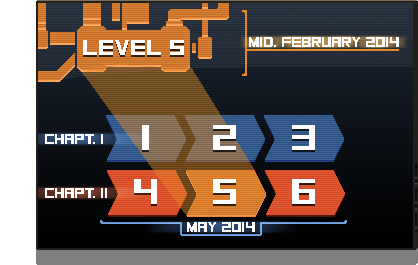 LEVEL 5
MID. FEBRUARY 2014
CHAPT. I
1 2 3
CHAPT. II
4 5 6
MAY 2014